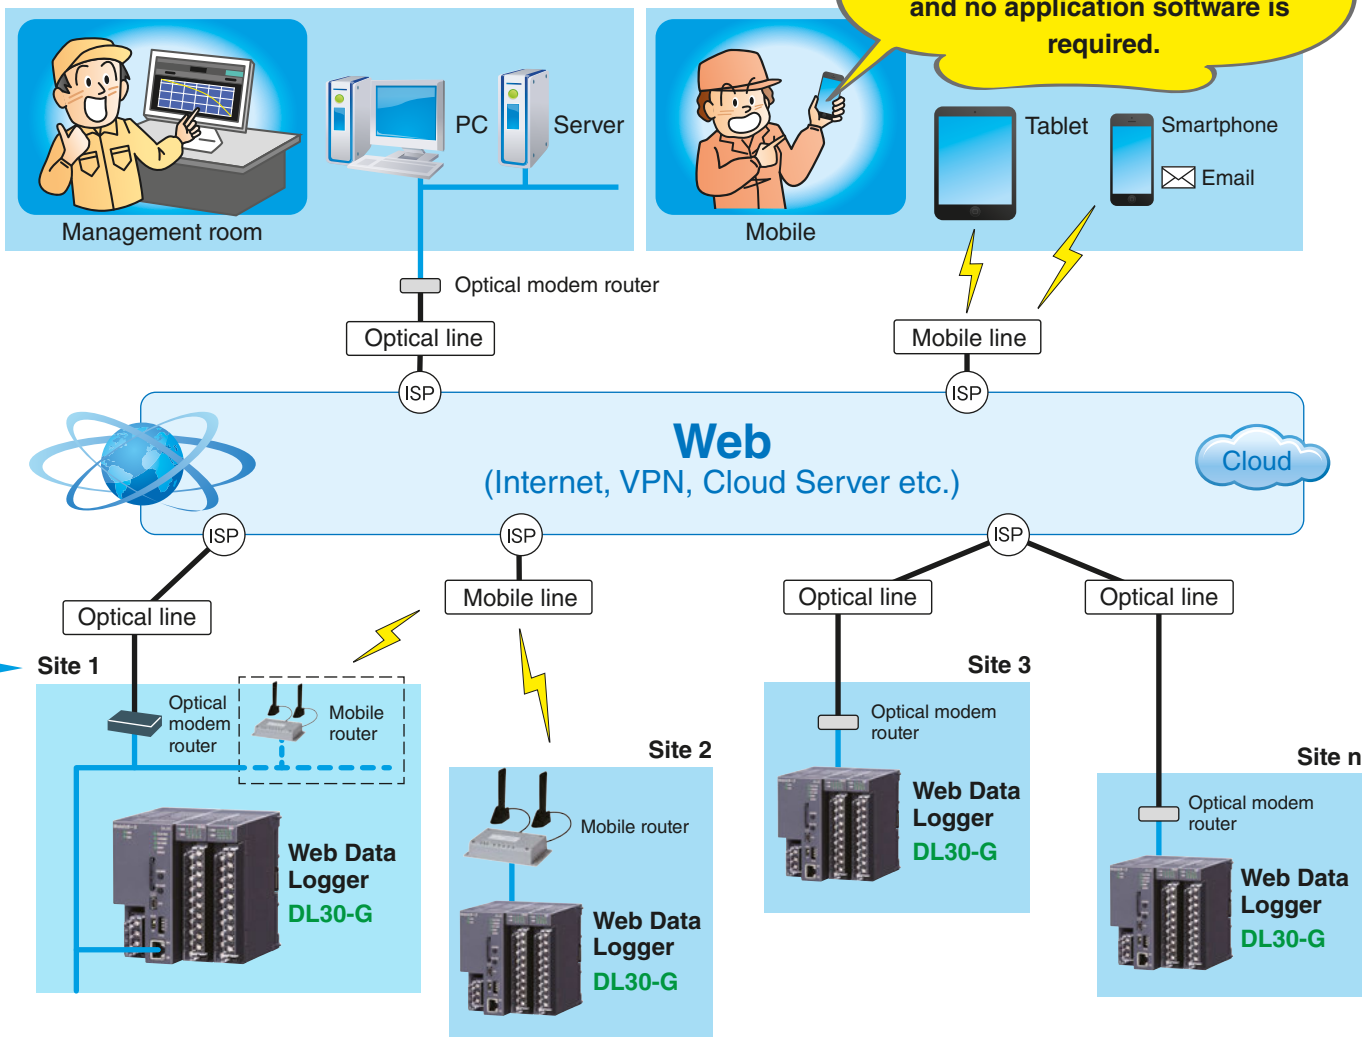 and no application software is
required.
PC
Server
Management room
Tablet
Smartphone
Email
Mobile
Optical modem router
Optical line
Mobile line
ISP
ISP
Web
(Internet, VPN, Cloud Server etc.)
Cloud
ISP
ISP
ISP
Optical line
Mobile line
Optical line
Optical line
Site 1
Optical
modem
router
Mobile
router
Web Data
Logger
DL30-G
Site 2
Mobile router
Web Data
Logger
DL30-G
Site 3
Optical modem
router
Web Data
Logger
DL30-G
Site n
Optical modem
router
Web Data
Logger
DL30-G